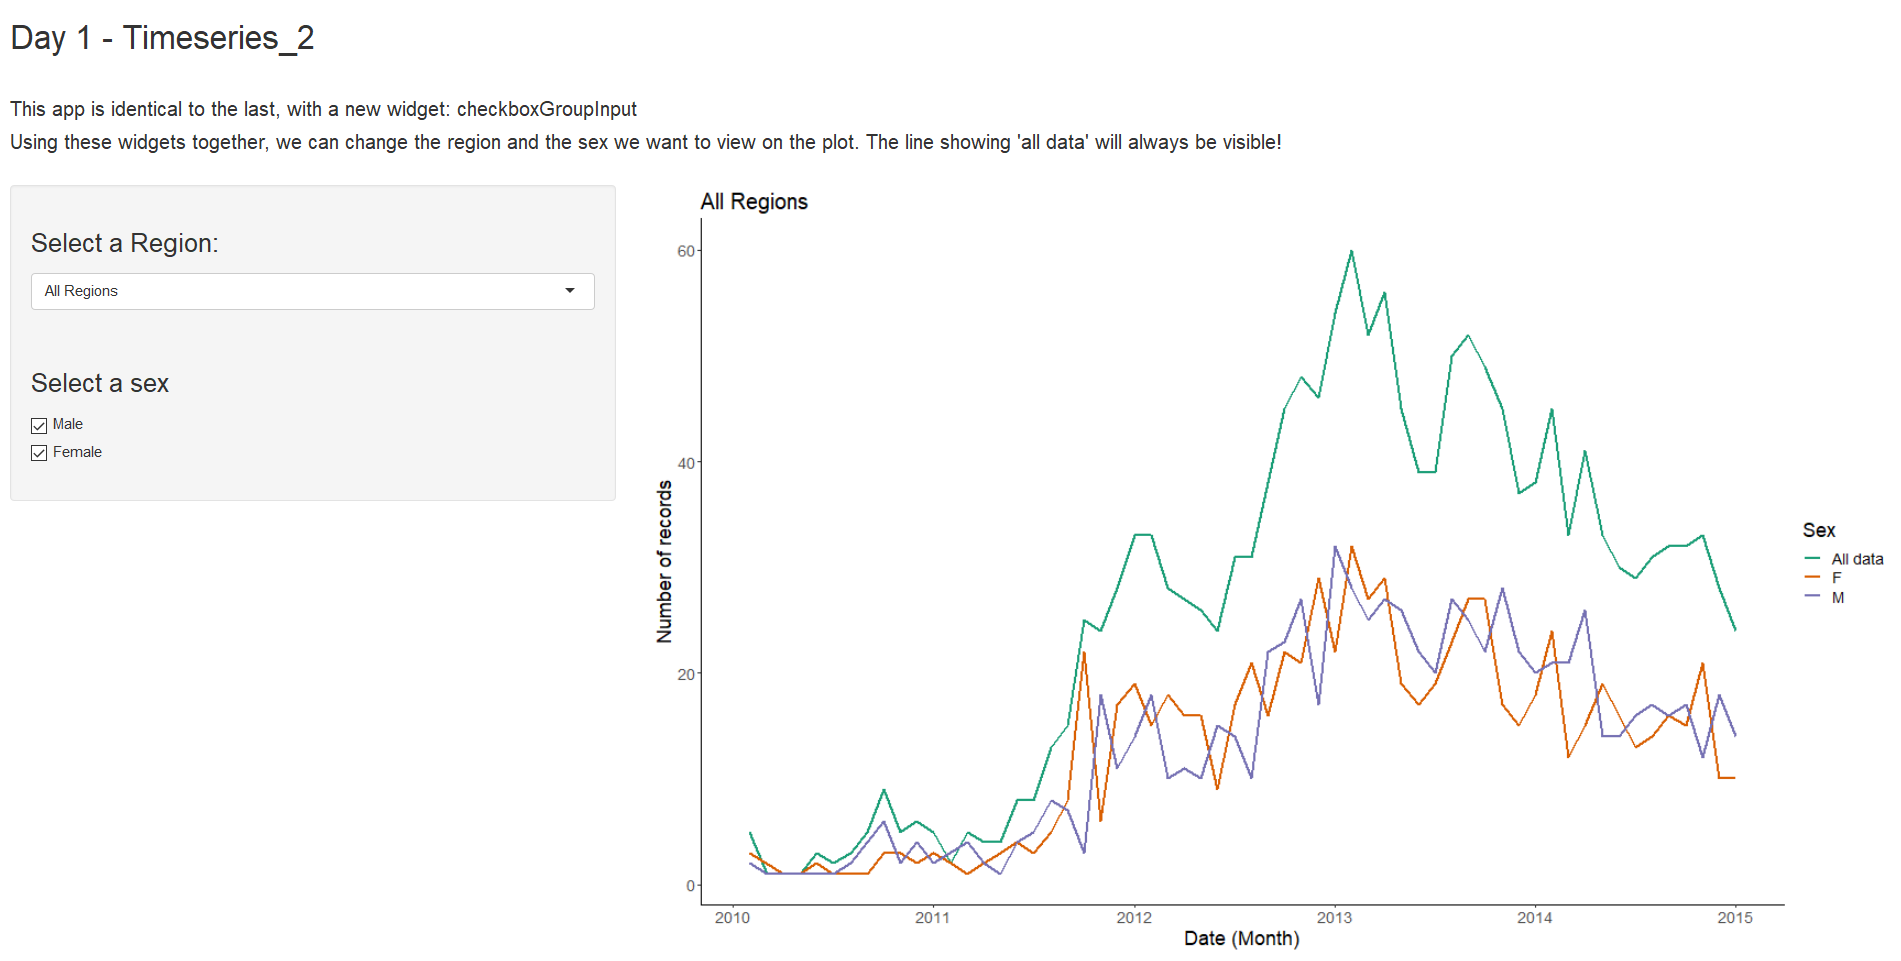 Day 1 - Timeseries_2
This app is identical to the last, with a new widget: checkboxGroupInput
Using these widgets together, we can change the region and the sex we want to view on the plot. The line showing 'all data' will always be visible!
Select a Region:
All Regions
Select a sex
Male
Female
All Regions
Number of records
60
40
20
0
2010 2011 2012 2013 2014 2015
Date (Month)
Sex
All data
F
M